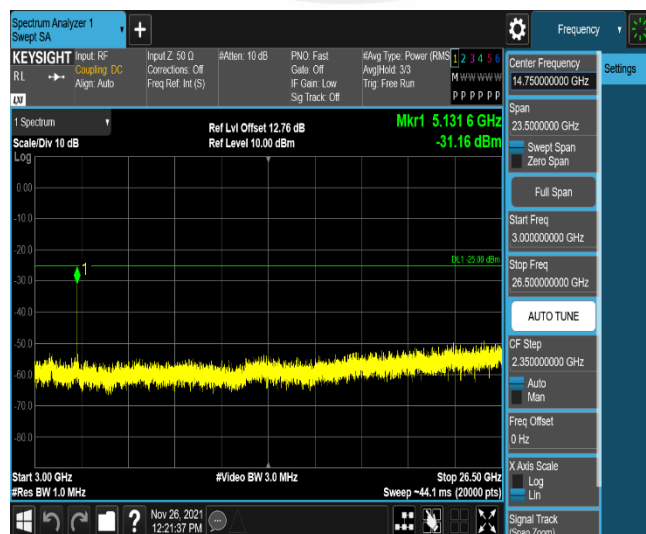 Spectrum Analyzer 1
Swept SA
+
Frequency
KEYSIGHT
RL
LXI
Input: RF
Coupling: DC
Align: Auto
Input Z: 50 Ω
Corrections: Off
Freq Ref: Int (S)
#Atten: 10 dB
PNO: Fast
Gate: Off
IF Gain: Low
Sig Track: Off
#Avg Type: Power (RMS
Avg|Hold: 3/3
Trig: Free Run
1 2 3 4 5 6
M W W W W W
P P P P P P
Center Frequency
14.750000000 GHz
Settings
Span
23.5000000 GHz
Swept Span
Zero Span
Full Span
Start Freq
3.000000000 GHz
Stop Freq
26.500000000 GHz
AUTO TUNE
CF Step
2.350000000 GHz
Auto
Man
Freq Offset
0 Hz
X Axis Scale
Log
Lin
Signal Track
(Span Zoom)
1 Spectrum
Scale/Div 10 dB
Log
Ref Lvl Offset 12.76 dB
Ref Level 10.00 dBm
Mkr1 5.131 6 GHz
-31.16 dBm
0.00
-10.0
-20.0
-30.0
-40.0
-50.0
-60.0
-70.0
-80.0
1
DL1 -25.00 dBm
Start 3.00 GHz
#Res BW 1.0 MHz
#Video BW 3.0 MHz
Stop 26.50 GHz
Sweep ~44.1 ms (20000 pts)
?
Nov 26, 2021
12:21:37 PM